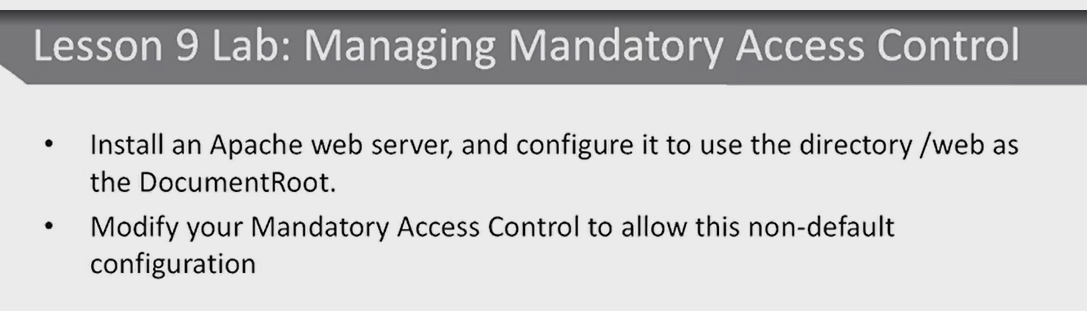 Lesson 9 Lab: Managing Mandatory Access Control
• Install an Apache web server, and configure it to use the directory /web as
the DocumentRoot.
• Modify your Mandatory Access Control to allow this non-default
configuration